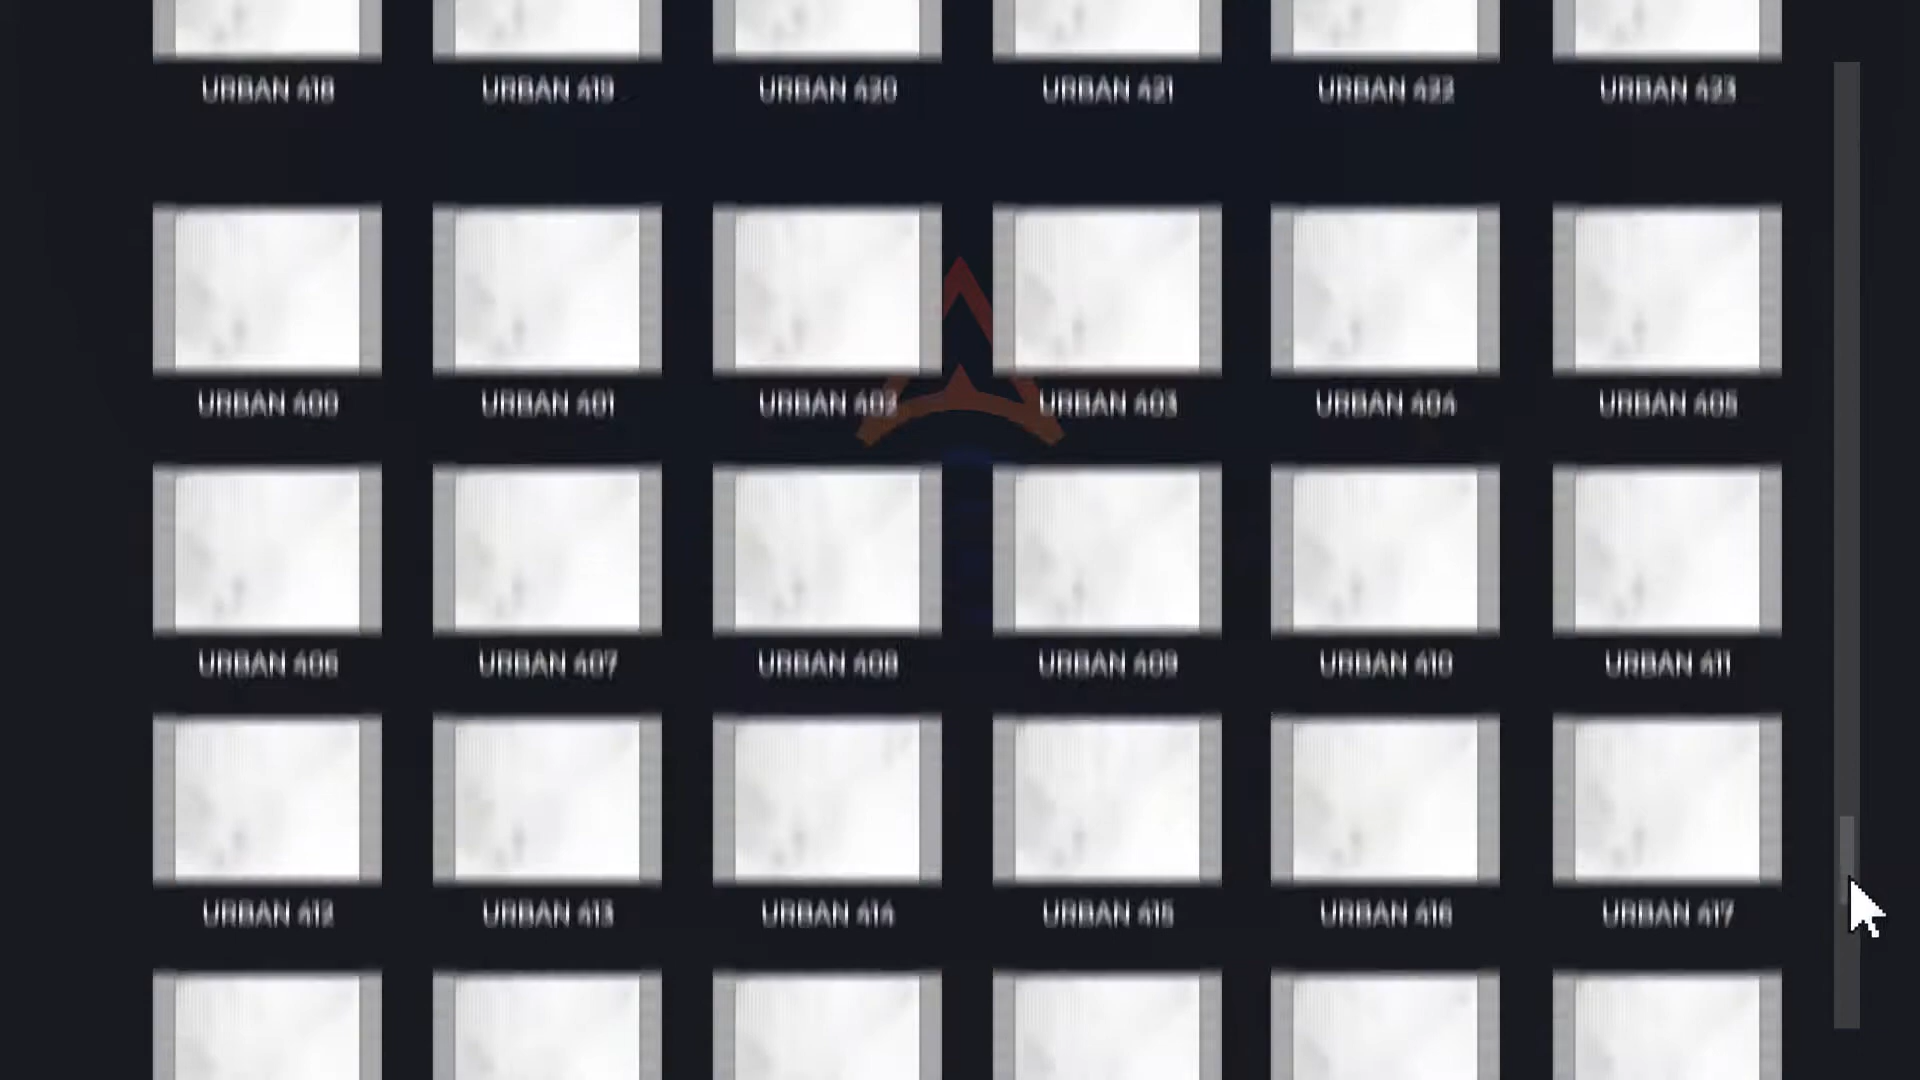 URBAN 418 URBAN 419 URBAN 420 URBAN 421 URBAN 422 URBAN 423
URBAN 400 URBAN 401 URBAN 402 URBAN 403 URBAN 404 URBAN 405
URBAN 406 URBAN 407 URBAN 408 URBAN 409 URBAN 410 URBAN 411
URBAN 412 URBAN 413 URBAN 414 URBAN 415 URBAN 416 URBAN 417